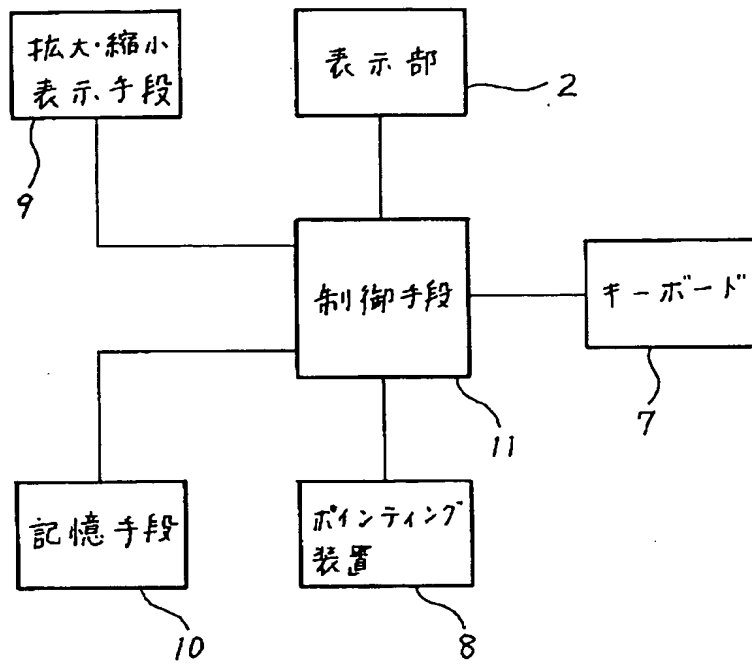 拡大・縮小
表示手段
9
表示部
2
制御手段
11
キーボード
7
記憶手段
10
ポインティング
装置
8